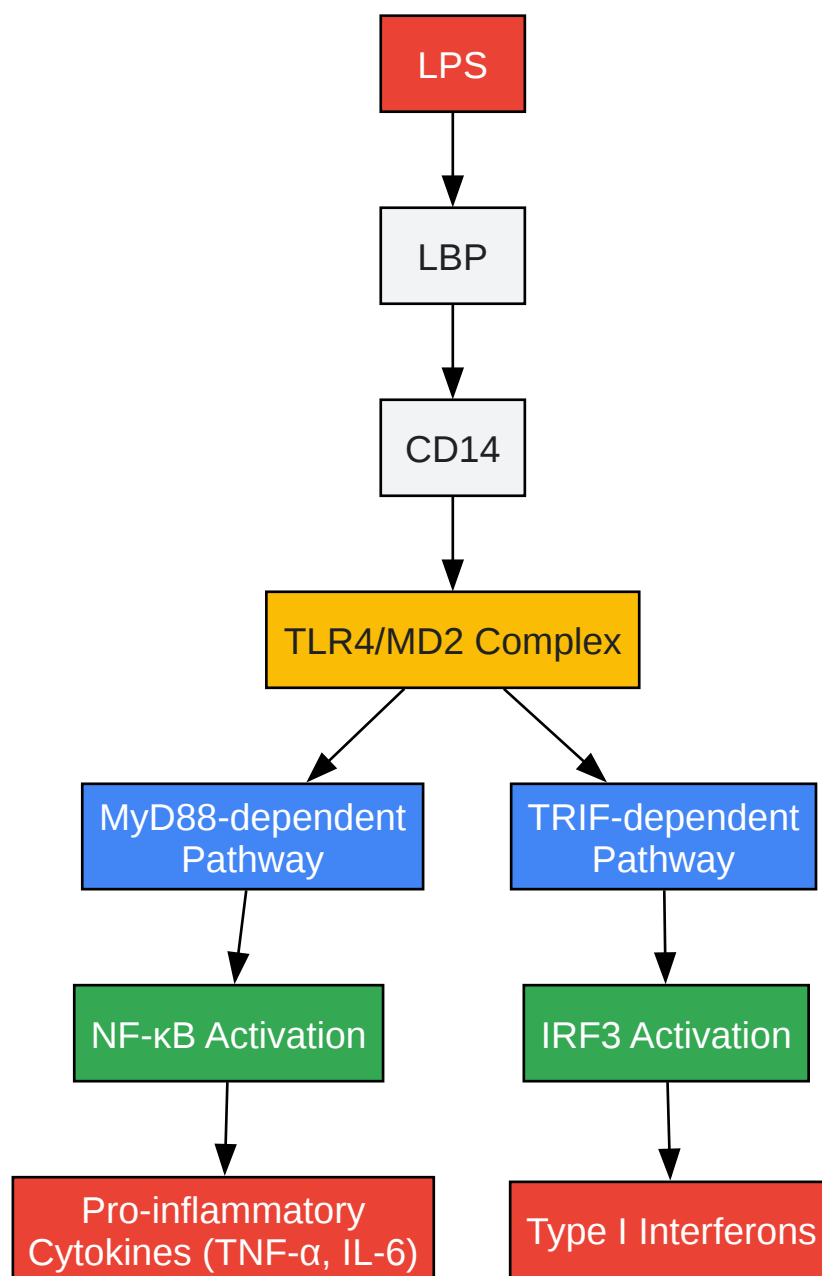 LPS
LBP
CD14
TLR4/MD2 Complex
MyD88-dependent
Pathway
TRIF-dependent
Pathway
NF-κB Activation
IRF3 Activation
Pro-inflammatory
Cytokines (TNF-α, IL-6)
Type I Interferons